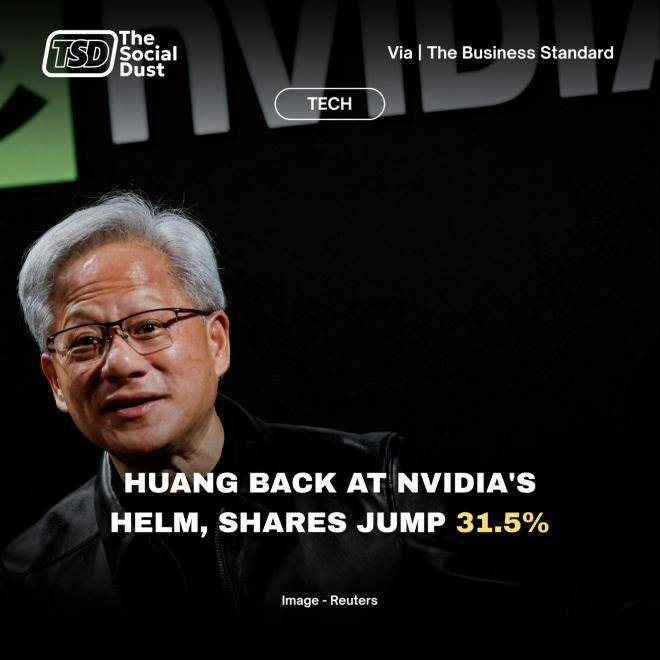 TSD
The
Social
Dust
Via | The Business Standard
TECH
NVIDIA
HUANG BACK AT NVIDIA'S
HELM, SHARES JUMP 31.5%
Image - Reuters